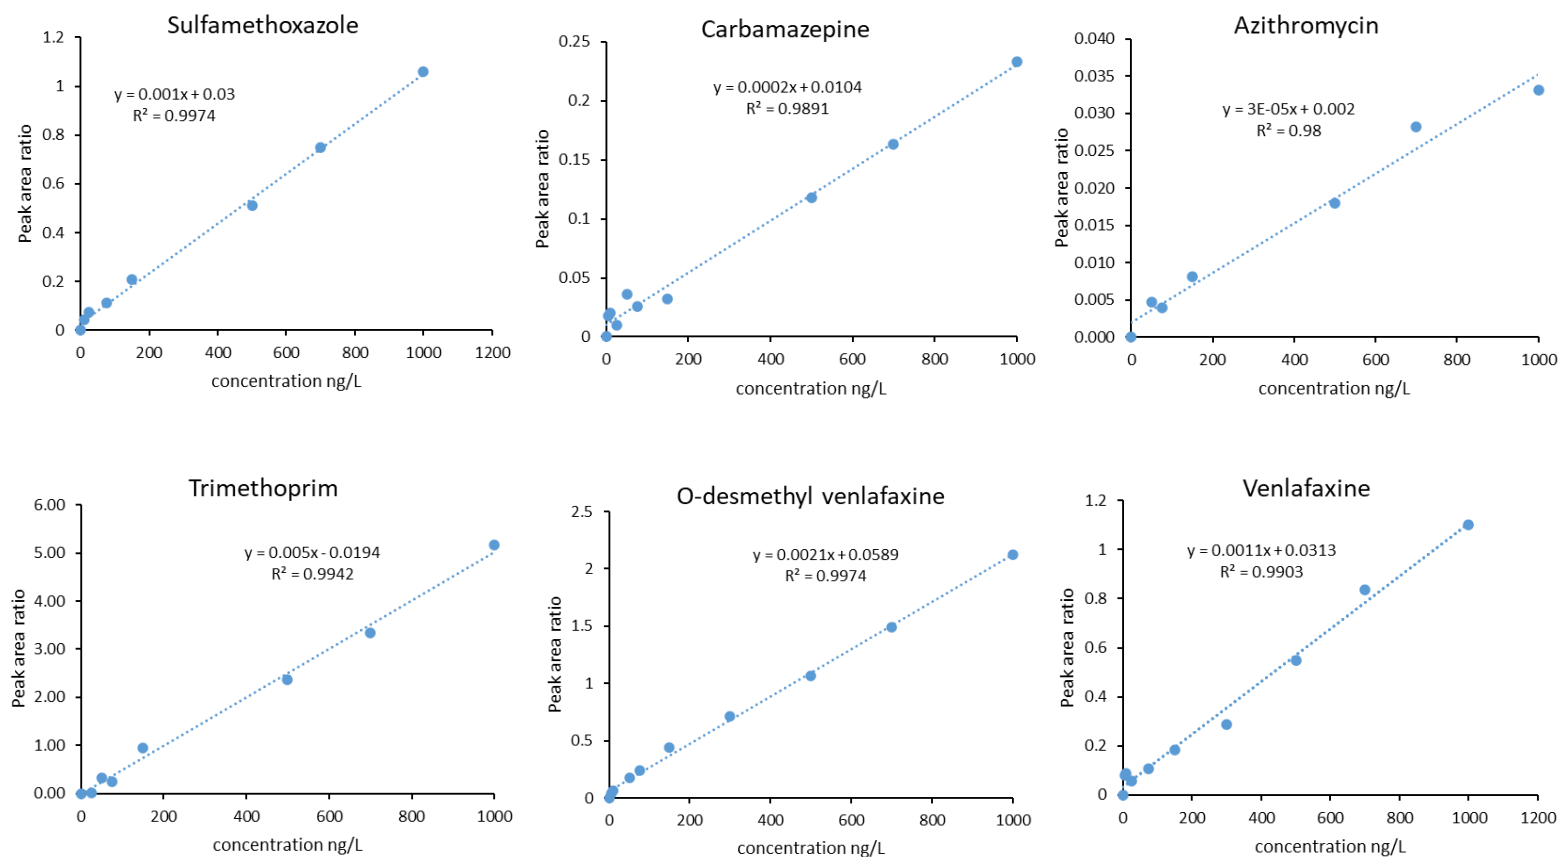 Sulfamethoxazole
1.2
1
0.8
0.6
0.4
0.2
0
Peak area ratio
y = 0.001x + 0.03
R² = 0.9974
0 200 400 600 800 1000 1200
concentration ng/L
Carbamazepine
0.25
0.2
0.15
0.1
0.05
0
Peak area ratio
y = 0.0002x + 0.0104
R² = 0.9891
0 200 400 600 800 1000
concentration ng/L
Azithromycin
0.040
0.035
0.030
0.025
0.020
0.015
0.010
0.005
0.000
Peak area ratio
y = 3E-05x + 0.002
R² = 0.98
0 200 400 600 800 1000
concentration ng/L
Trimethoprim
6.00
5.00
4.00
3.00
2.00
1.00
0.00
Peak area ratio
y = 0.005x - 0.0194
R² = 0.9942
0 200 400 600 800 1000
concentration ng/L
O-desmethyl venlafaxine
2.5
2
1.5
1
0.5
0
Peak area ratio
y = 0.0021x + 0.0589
R² = 0.9974
0 200 400 600 800 1000
concentration ng/L
Venlafaxine
1.2
1
0.8
0.6
0.4
0.2
0
Peak area ratio
y = 0.0011x + 0.0313
R² = 0.9903
0 200 400 600 800 1000 1200
concentration ng/L